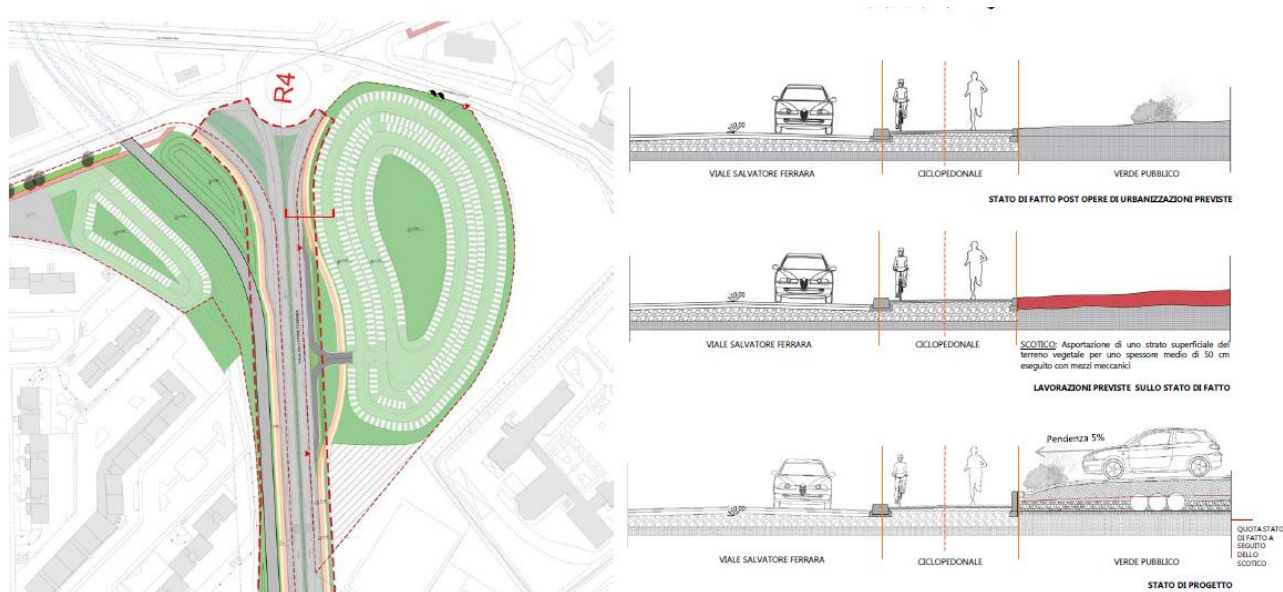 R4
VIALE SALVATORE FERRARA
VIALE SALVATORE FERRARA
CICLOPEDONALE
VERDE PUBBLICO
STATO DI FATTO POST OPERE DI URBANIZZAZIONI PREVISTE
VIALE SALVATORE FERRARA
CICLOPEDONALE
SCOTICO: Asportazione di uno strato superficiale del
terreno vegetale per uno spessore medio di 50 cm
eseguito con mezzi meccanici
LAVORAZIONI PREVISTE SULLO STATO DI FATTO
Pendenza 5%
VIALE SALVATORE FERRARA
CICLOPEDONALE
VERDE PUBBLICO
QUOTA STATO
DI FATTO A
SEGUITO
DELLO
SCOTICO
STATO DI PROGETTO